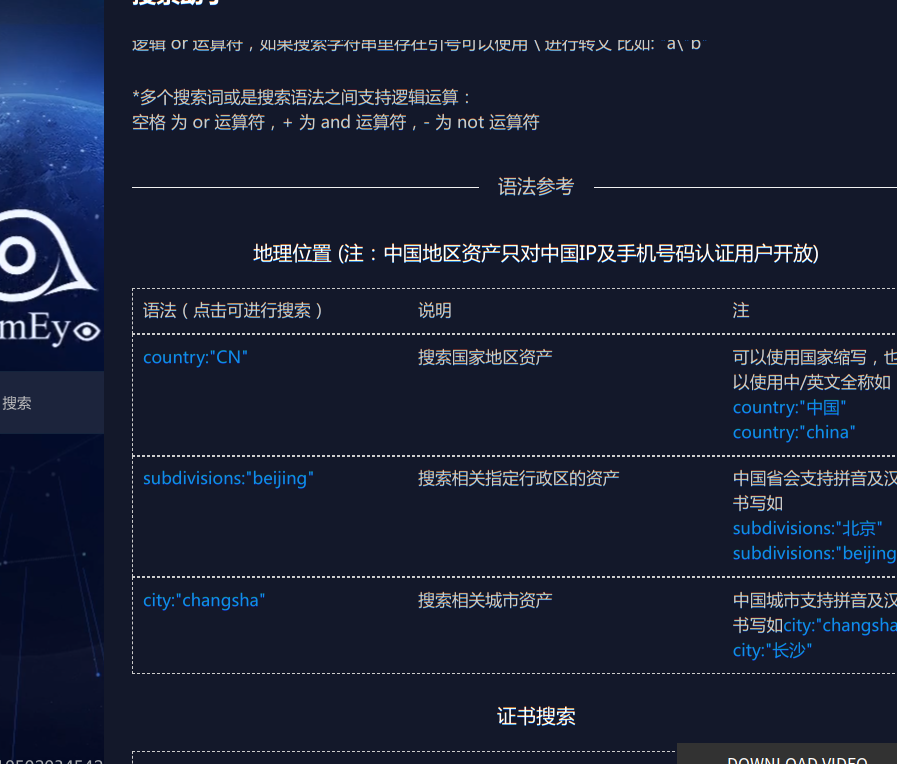 搜索助手
逻辑 or 运算符，如果搜索字符串里存在引号可以使用 \ 进行转义 比如: "a\"b"
*多个搜索词或是搜索语法之间支持逻辑运算：
空格 为 or 运算符，+ 为 and 运算符，- 为 not 运算符
语法参考
地理位置 (注：中国地区资产只对中国IP及手机号码认证用户开放)
语法（点击可进行搜索）
说明
注
country:"CN"
搜索国家地区资产
可以使用国家缩写，也
以使用中/英文全称如
country:"中国"
country:"china"
subdivisions:"beijing"
搜索相关指定行政区的资产
中国省会支持拼音及汉
书写如
subdivisions:"北京"
subdivisions:"beijing
city:"changsha"
搜索相关城市资产
中国城市支持拼音及汉
书写如city:"changsha
city:"长沙"
证书搜索
mEy
搜索
DOWNLOAD VIDEO